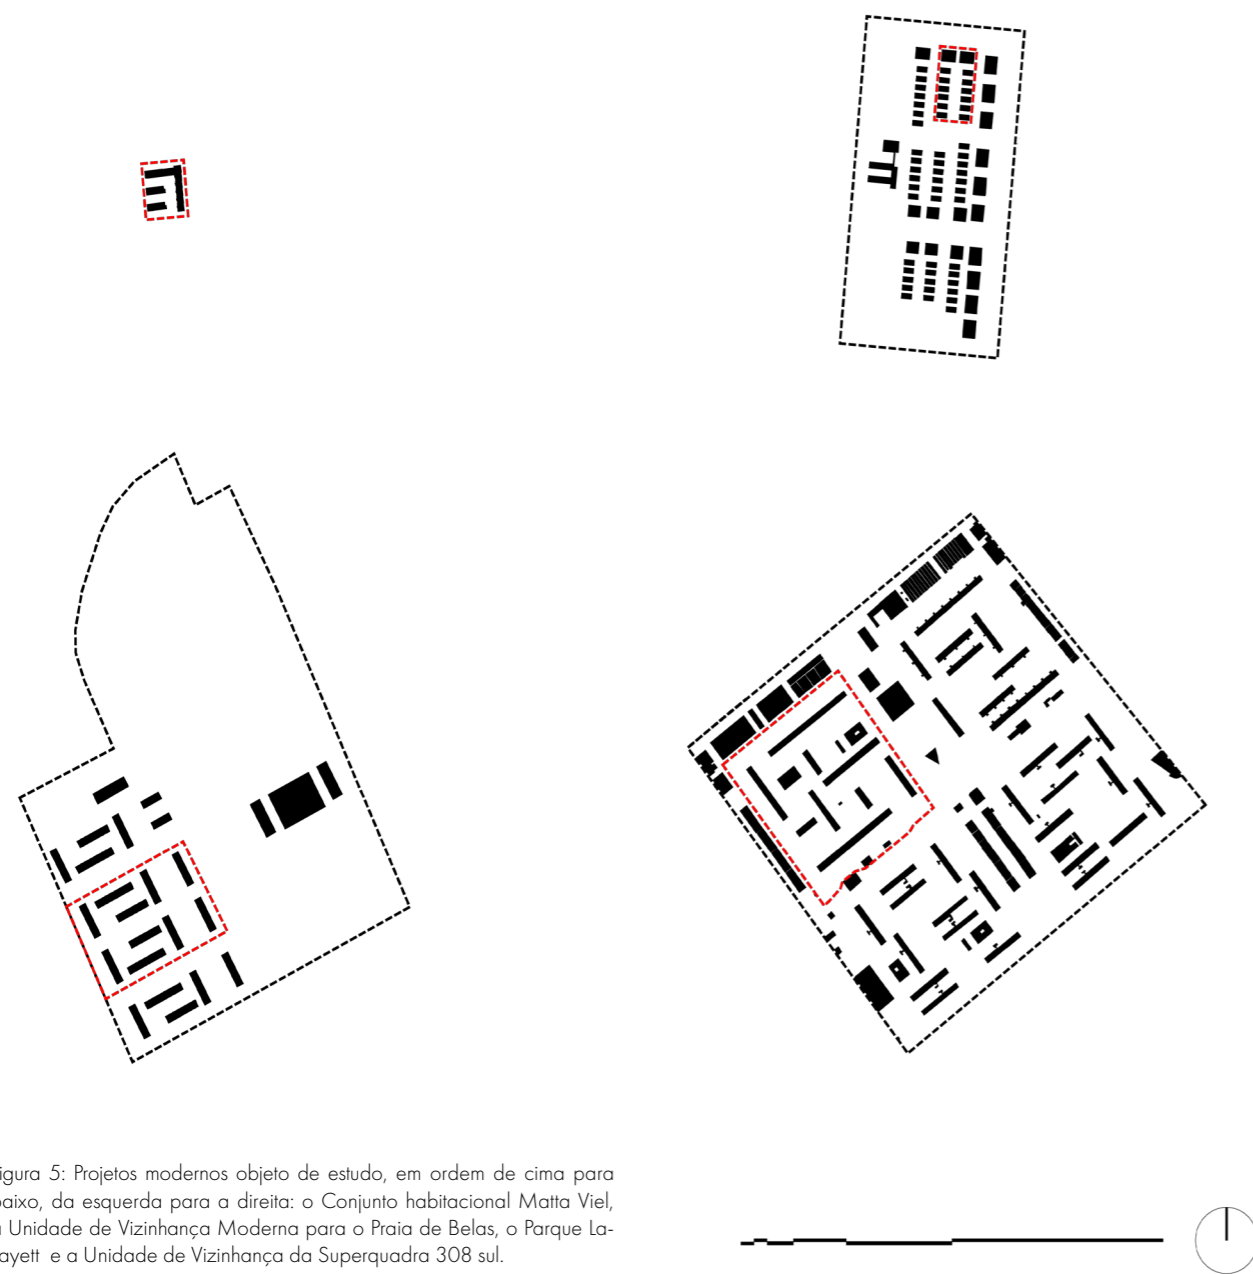 igura 5: Projetos modernos objeto de estudo, em ordem de cima para
baixo, da esquerda para a direita: o Conjunto habitacional Matta Viel,
a Unidade de Vizinhança Moderna para o Praia de Belas, o Parque La-
ayett e a Unidade de Vizinhança da Superquadra 308 sul.